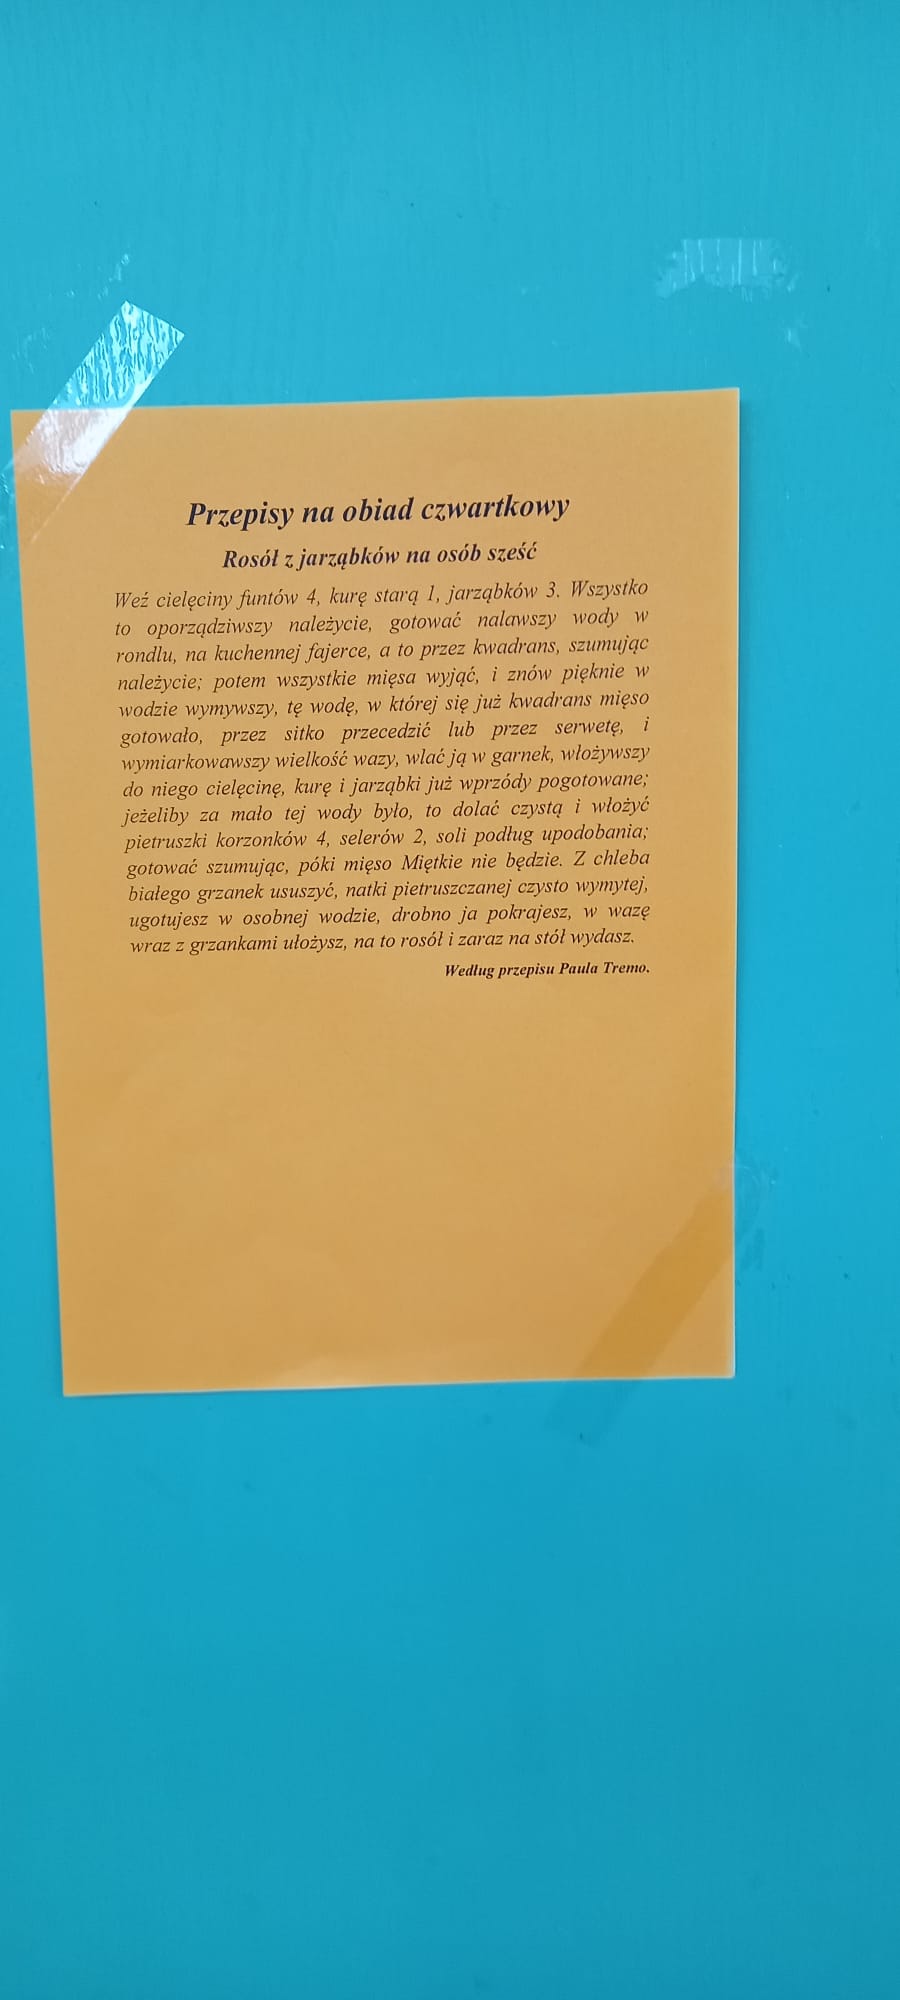 Przepisy na obiad czwartkowy
Rosół z jarząbków na osób sześć
Weź cielęciny funtów 4, kurę starą 1, jarząbków 3. Wszystko
to oporządziwszy należycie, gotować nalawszy wody w
rondlu, na kuchennej fajerce, a to przez kwadrans, szumując
należycie; potem wszystkie mięsa wyjąć, i znów pięknie w
wodzie wymywszy, tę wodę, w której się już kwadrans mięso
gotowało, przez sitko przecedzić lub przez serwetę, i
wymiarkowawszy wielkość wazy, wlać ją w garnek, włożywszy
do niego cielęcinę, kurę i jarząbki już wprzódy pogotowane;
jeżeliby za mało tej wody było, to dolać czystą i włożyć
pietruszki korzonków 4, selerów 2, soli podług upodobania;
gotować szumując, póki mięso Miętkie nie będzie. Z chleba
białego grzanek ususzyć, natki pietruszczanej czysto wymytej,
ugotujesz w osobnej wodzie, drobno ja pokrajesz, w wazę
wraz z grzankami ułożysz, na to rosół i zaraz na stół wydasz.
Według przepisu Paula Tremo.